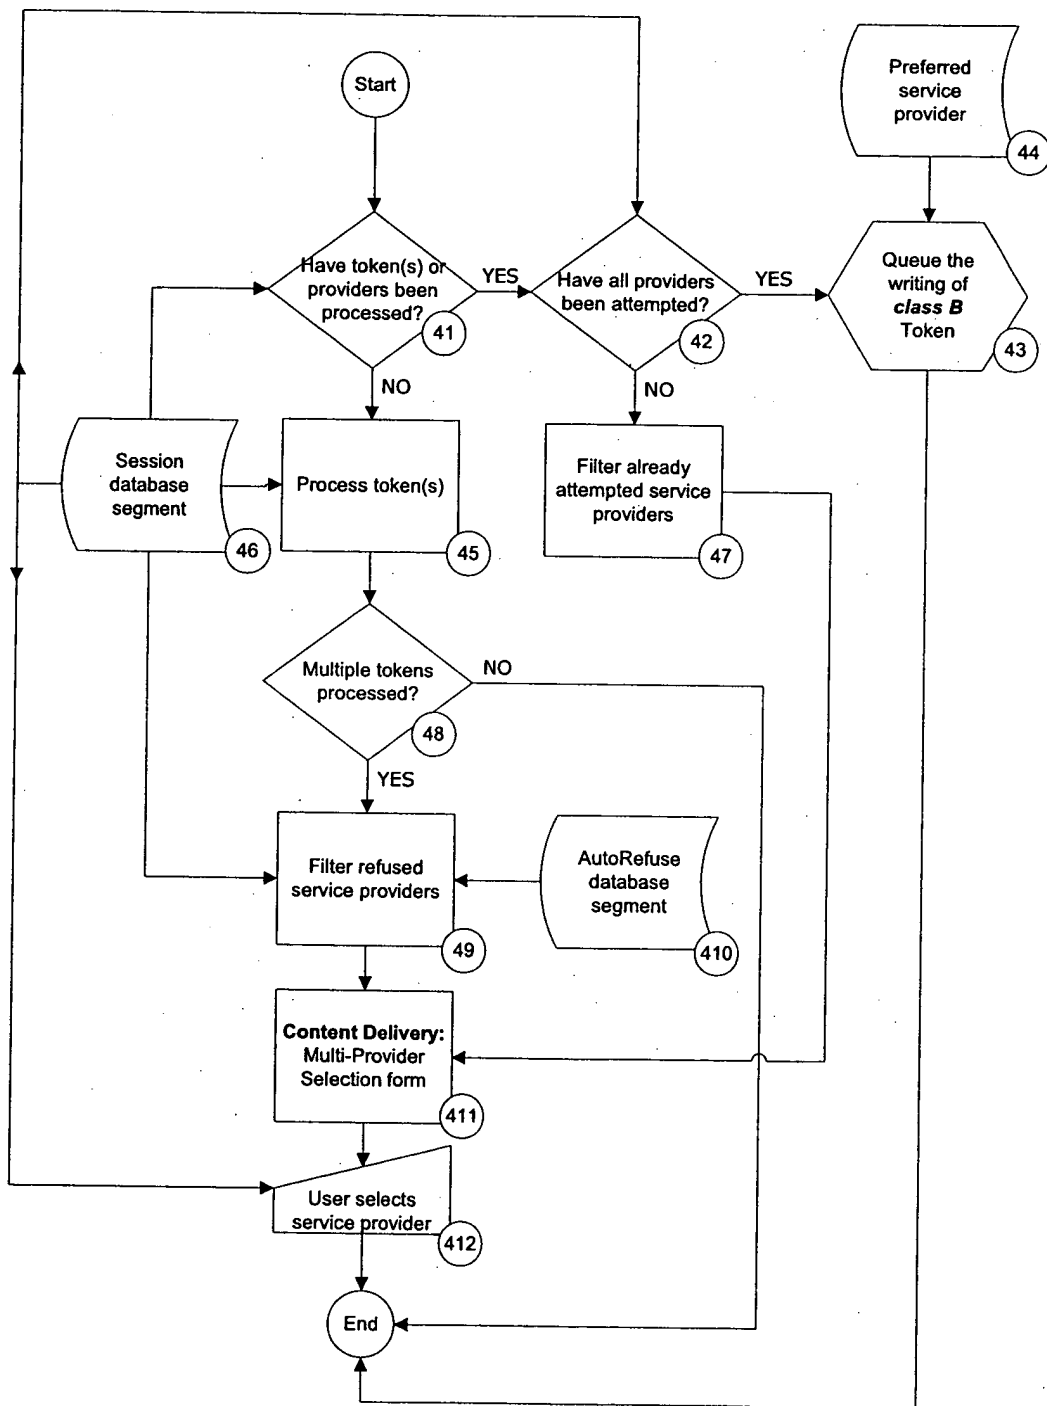 Start
Preferred
service
provider
44
Have token(s) or
providers been
processed?
41
YES
Have all providers
been attempted?
42
YES
Queue the
writing of
class B
Token
43
NO
NO
Session
database
segment
46
Process token(s)
45
Filter already
attempted service
providers
47
Multiple tokens
processed?
48
NO
YES
Filter refused
service providers
49
AutoRefuse
database
segment
410
Content Delivery:
Multi-Provider
Selection form
411
User selects
service provider
412
End